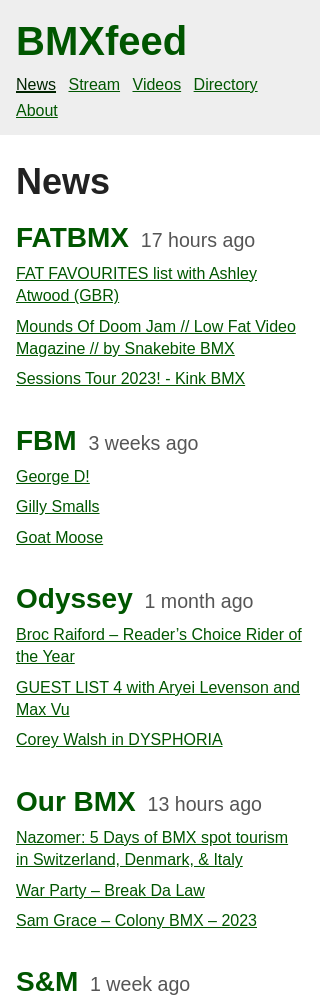 BMXfeed
News Stream Videos Directory
About
News
FATBMX 17 hours ago
FAT FAVOURITES list with Ashley
Atwood (GBR)
Mounds Of Doom Jam // Low Fat Video
Magazine // by Snakebite BMX
Sessions Tour 2023! - Kink BMX
FBM 3 weeks ago
George D!
Gilly Smalls
Goat Moose
Odyssey 1 month ago
Broc Raiford – Reader’s Choice Rider of
the Year
GUEST LIST 4 with Aryei Levenson and
Max Vu
Corey Walsh in DYSPHORIA
Our BMX 13 hours ago
Nazomer: 5 Days of BMX spot tourism
in Switzerland, Denmark, & Italy
War Party – Break Da Law
Sam Grace – Colony BMX – 2023
S&M 1 week ago